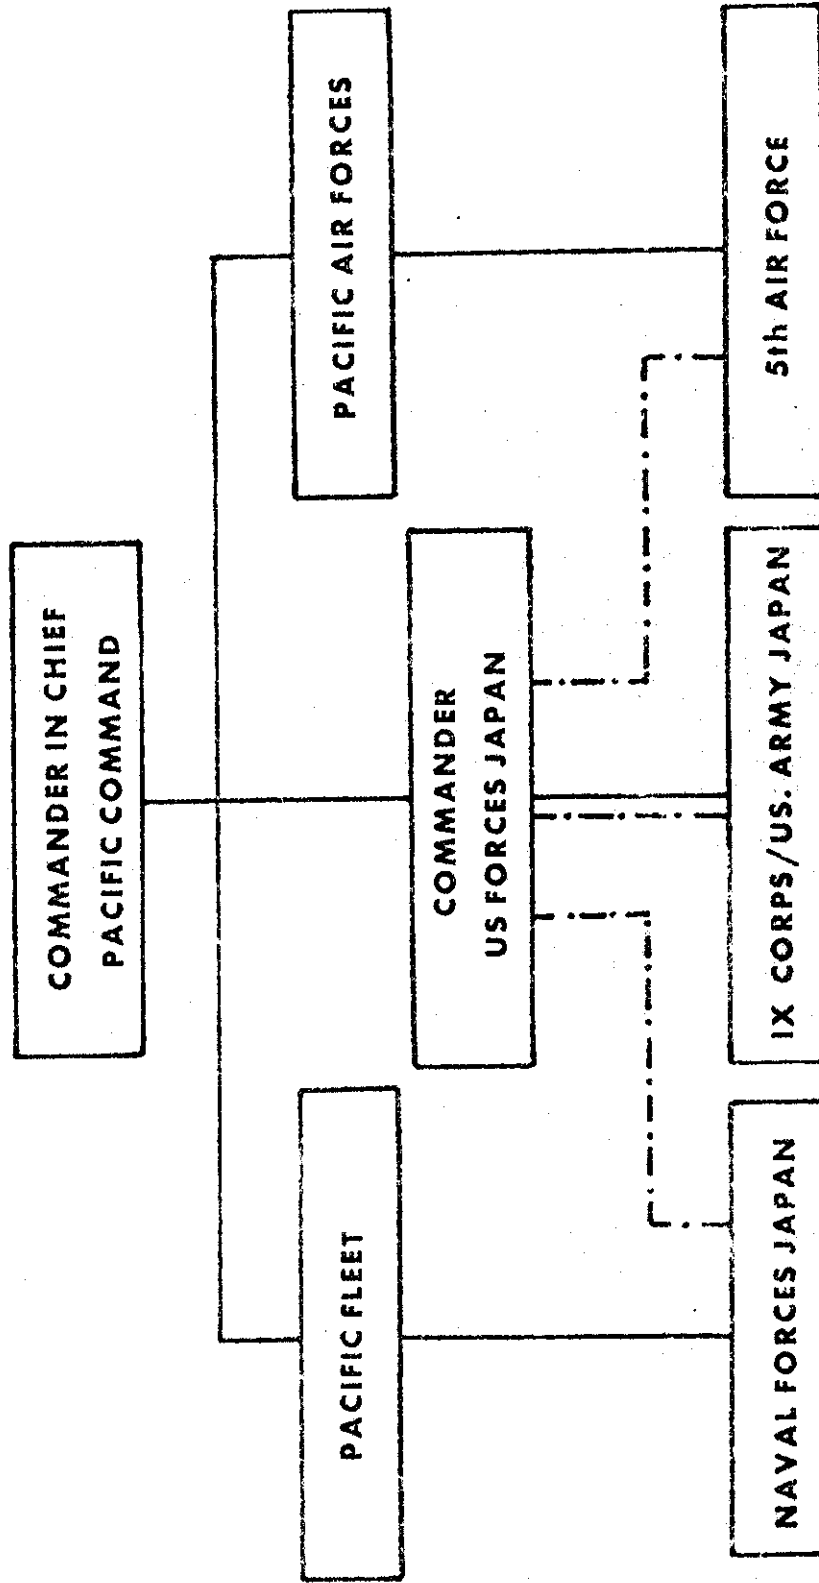 COMMANDER IN CHIEF
PACIFIC COMMAND
PACIFIC FLEET
PACIFIC AIR FORCES
COMMANDER
US FORCES JAPAN
NAVAL FORCES JAPAN
IX CORPS/US. ARMY JAPAN
5th AIR FORCE